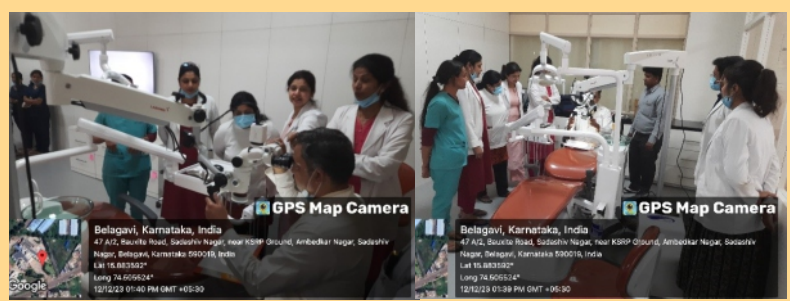 GPS Map Camera
Belagavi, Karnataka, India
47 A/2, Bauxite Road, Sadashiv Nagar, near KSRP Ground, Ambedkar Nagar, Sadashiv
Nagar, Belagavi, Karnataka 590019, India
Lat 15.883592°
Long 74.505524°
12/12/23 01:40 PM GMT +05:30
Google
GPS Map Camera
Belagavi, Karnataka, India
47 A/2, Bauxite Road, Sadashiv Nagar, near KSRP Ground, Ambedkar Nagar, Sadashiv
Nagar, Belagavi, Karnataka 590019, India
Lat 15.883592°
Long 74.505524°
12/12/23 01:39 PM GMT +05:30